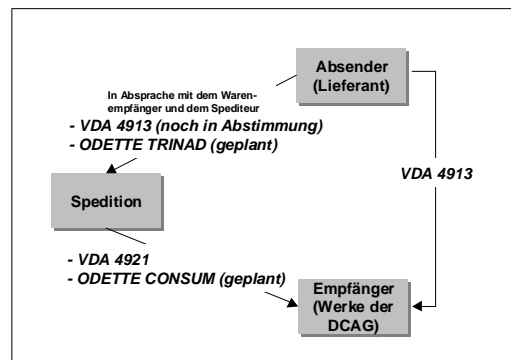 Absender
(Lieferant)
In Absprache mit dem Waren-
empfänger und dem Spediteur
- VDA 4913 (noch in Abstimmung)
- ODETTE TRINAD (geplant)
VDA 4913
Spedition
- VDA 4921
- ODETTE CONSUM (geplant)
Empfänger
(Werke der
DCAG)